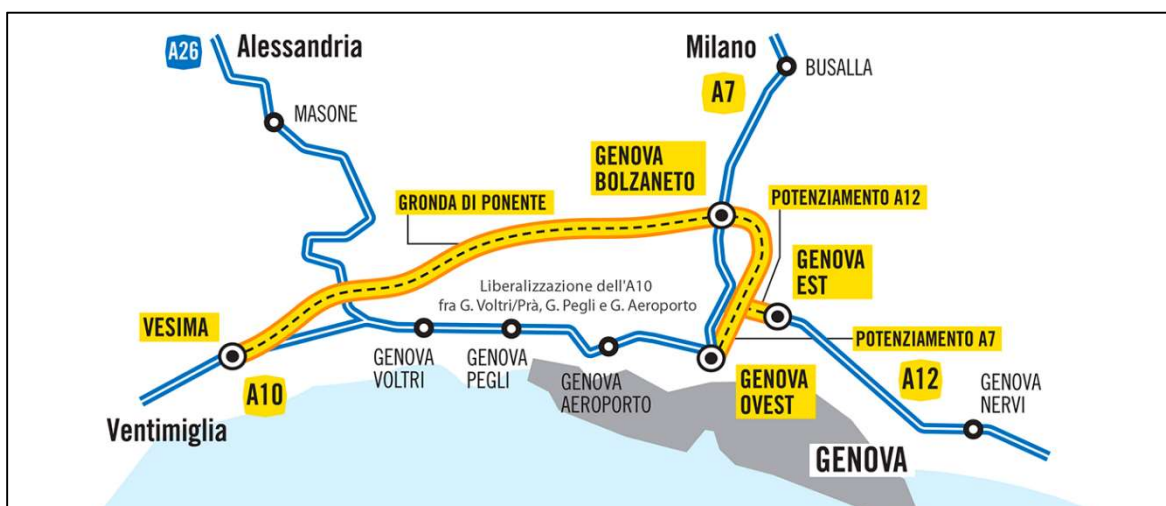 A26
Alessandria
MASONE
Milano
A7
BUSALLA
GENOVA
BOLZANETO
POTENZIAMENTO A12
GRONDA DI PONENTE
GENOVA
EST
Liberalizzazione dell'A10
fra G. Voltri/Prà, G. Pegli e G. Aeroporto
VESIMA
POTENZIAMENTO A7
GENOVA
VOLTRI
GENOVA
PEGLI
GENOVA
AEROPORTO
GENOVA
OVEST
A12
GENOVA
NERVI
A10
Ventimiglia
GENOVA